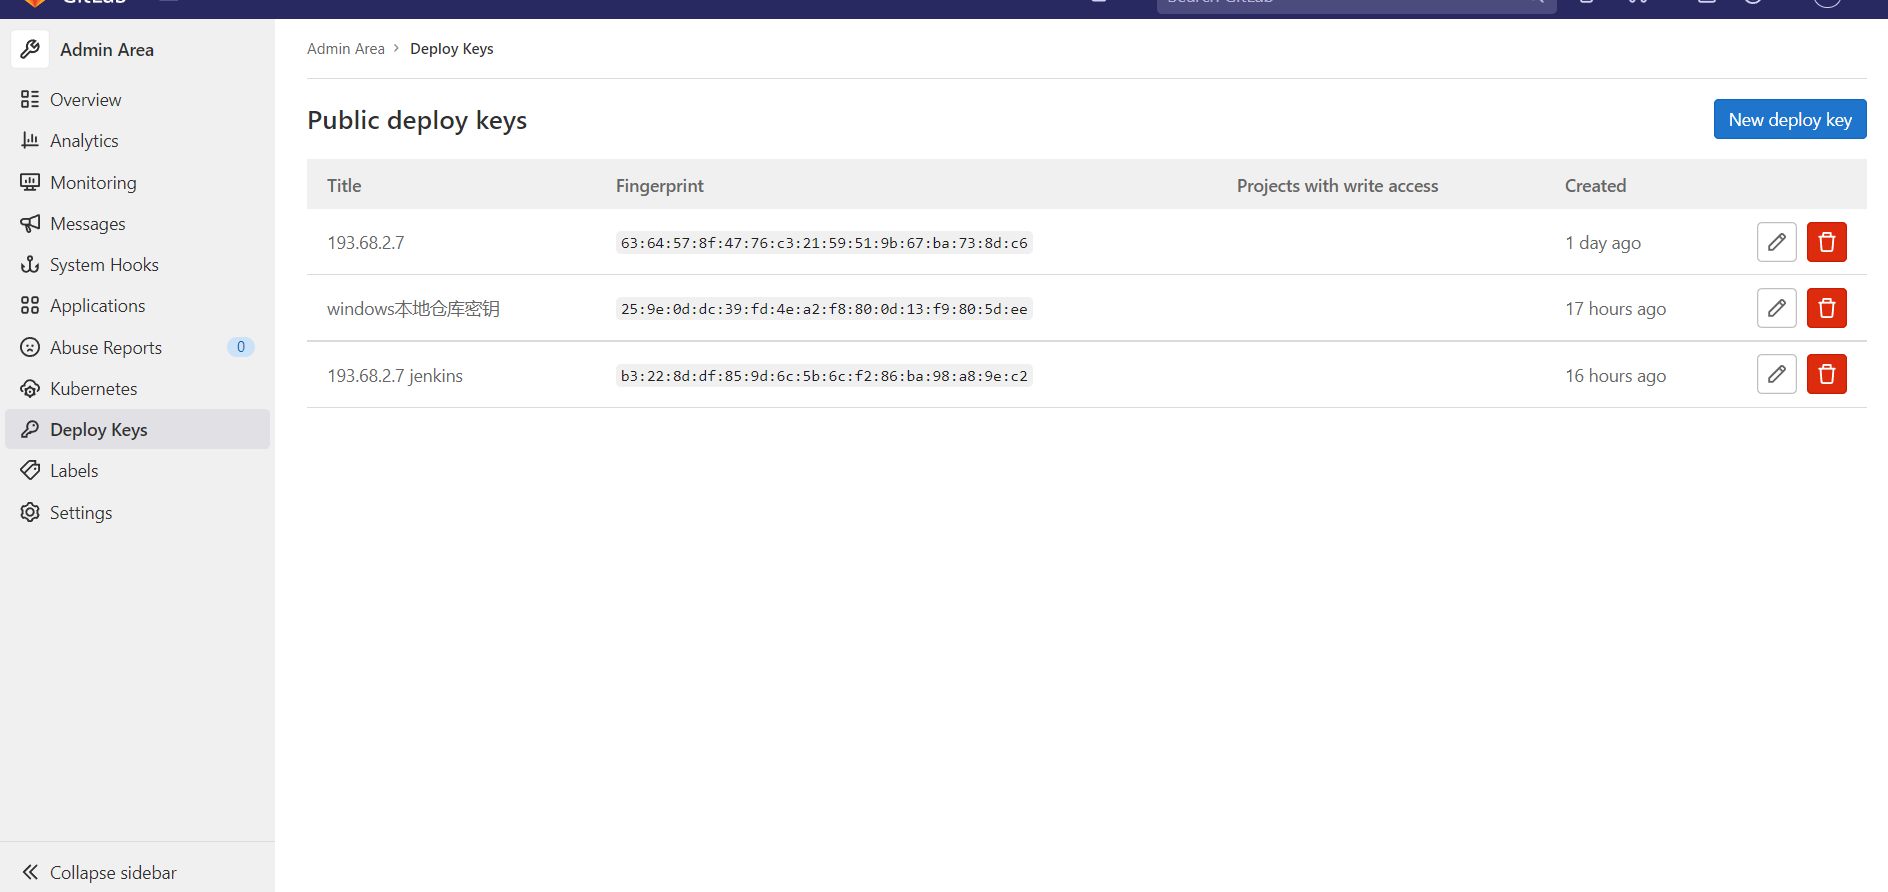 Admin Area
Overview
Analytics
Monitoring
Messages
System Hooks
Applications
Abuse Reports 0
Kubernetes
Deploy Keys
Labels
Settings
Collapse sidebar
Admin Area > Deploy Keys
Public deploy keys
New deploy key
Title Fingerprint Projects with write access Created
193.68.2.7 63:64:57:8f:47:76:c3:21:59:51:9b:67:ba:73:8d:c6 1 day ago
windows本地仓库密钥 25:9e:0d:dc:39:fd:4e:a2:f8:80:0d:13:f9:80:5d:ee 17 hours ago
193.68.2.7 jenkins b3:22:8d:df:85:9d:6c:5b:6c:f2:86:ba:98:a8:9e:c2 16 hours ago